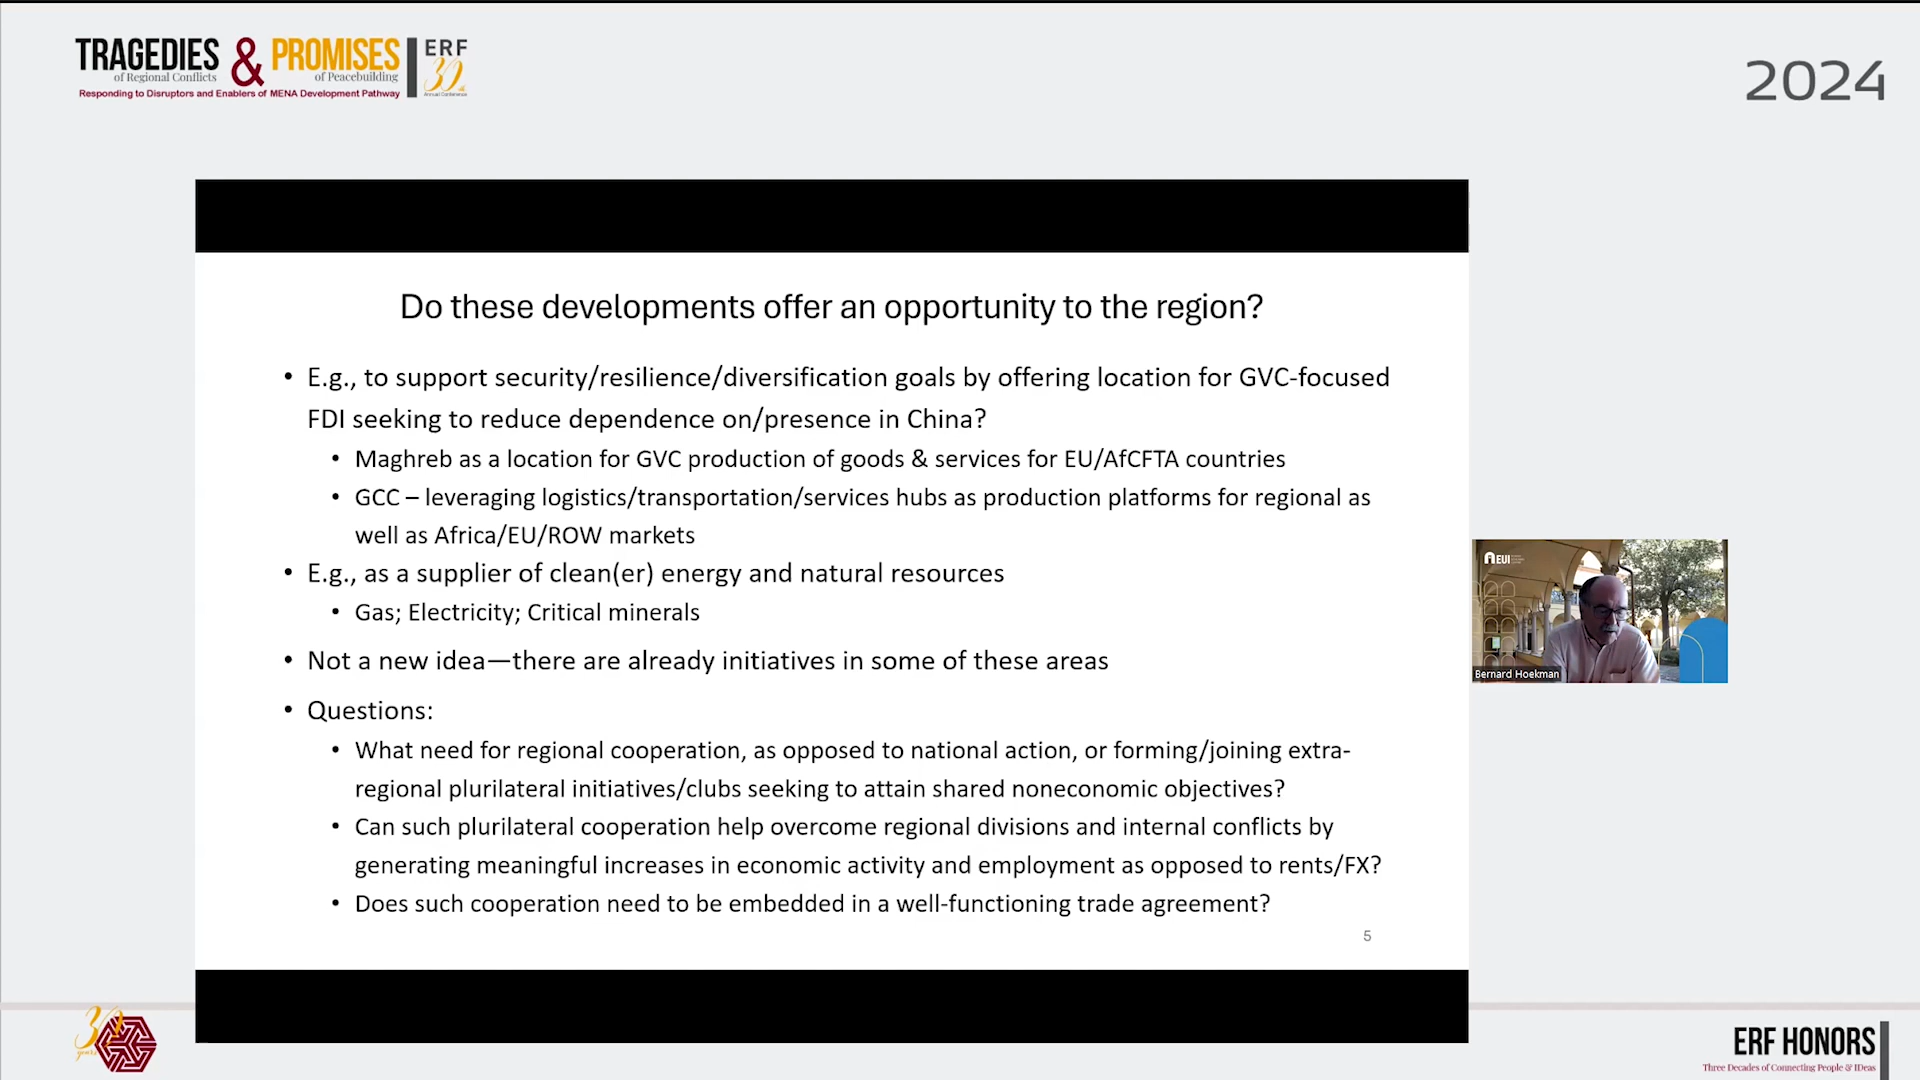 TRAGEDIES & PROMISES
of Regional Conflicts of Peacebuilding
Responding to Disruptors and Enablers of MENA Development Pathway
ERF
30th
Annual Conference
2024
Do these developments offer an opportunity to the region?
• E.g., to support security/resilience/diversification goals by offering location for GVC-focused
FDI seeking to reduce dependence on/presence in China?
• Maghreb as a location for GVC production of goods & services for EU/AfCFTA countries
• GCC – leveraging logistics/transportation/services hubs as production platforms for regional as
well as Africa/EU/ROW markets
• E.g., as a supplier of clean(er) energy and natural resources
• Gas; Electricity; Critical minerals
• Not a new idea—there are already initiatives in some of these areas
• Questions:
• What need for regional cooperation, as opposed to national action, or forming/joining extra-
regional plurilateral initiatives/clubs seeking to attain shared noneconomic objectives?
• Can such plurilateral cooperation help overcome regional divisions and internal conflicts by
generating meaningful increases in economic activity and employment as opposed to rents/FX?
• Does such cooperation need to be embedded in a well-functioning trade agreement?
5
EUI
Bernard Hoekman
30
years
ERF HONORS
Three Decades of Connecting People & IDeas